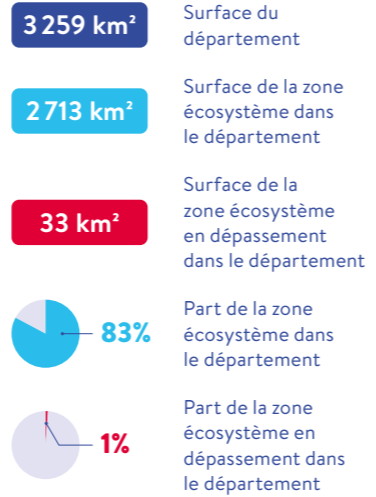 3 259 km²
Surface du
département
2 713 km²
Surface de la zone
écosystème dans
le département
33 km²
Surface de la
zone écosystème
en dépassement
dans le département
83%
Part de la zone
écosystème dans
le département
1%
Part de la zone
écosystème en
dépassement dans
le département